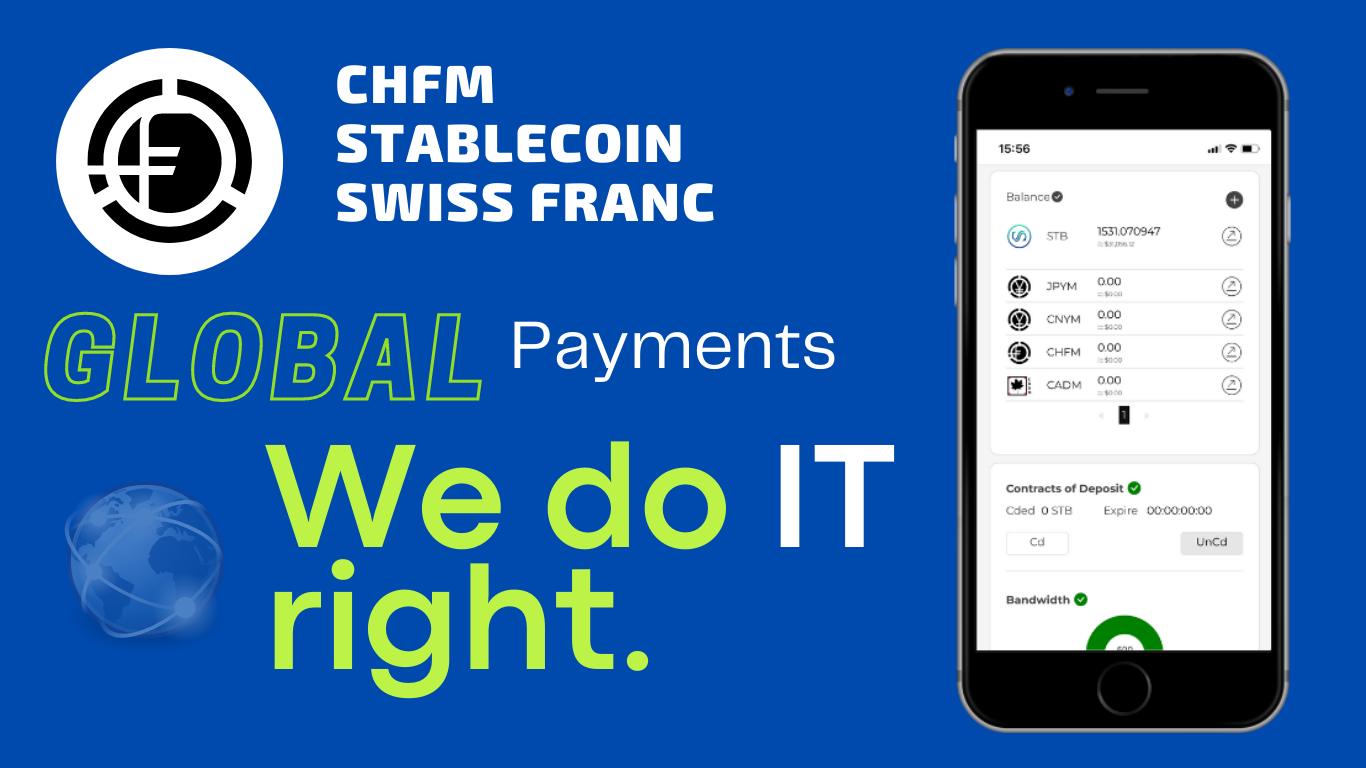 CHFM
STABLECOIN
SWISS FRANC
GLOBAL Payments
We do IT
right.
15:56
Balance
STB 1531.070947
JPYM 0.00
≈$0.00
CNYM 0.00
≈$0.00
CHFM 0.00
≈$0.00
CADM 0.00
≈$0.00
1
Contracts of Deposit
Cded 0 STB Expire 00:00:00:00
Cd UnCd
Bandwidth